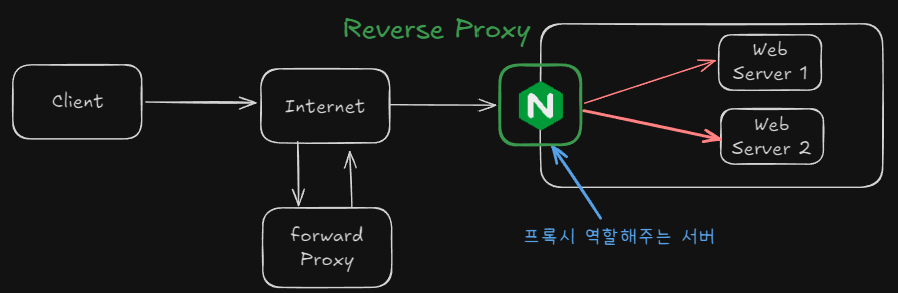 Reverse Proxy
Client
Internet
N
Web
Server 1
Web
Server 2
forward
Proxy
프록시 역할해주는 서버